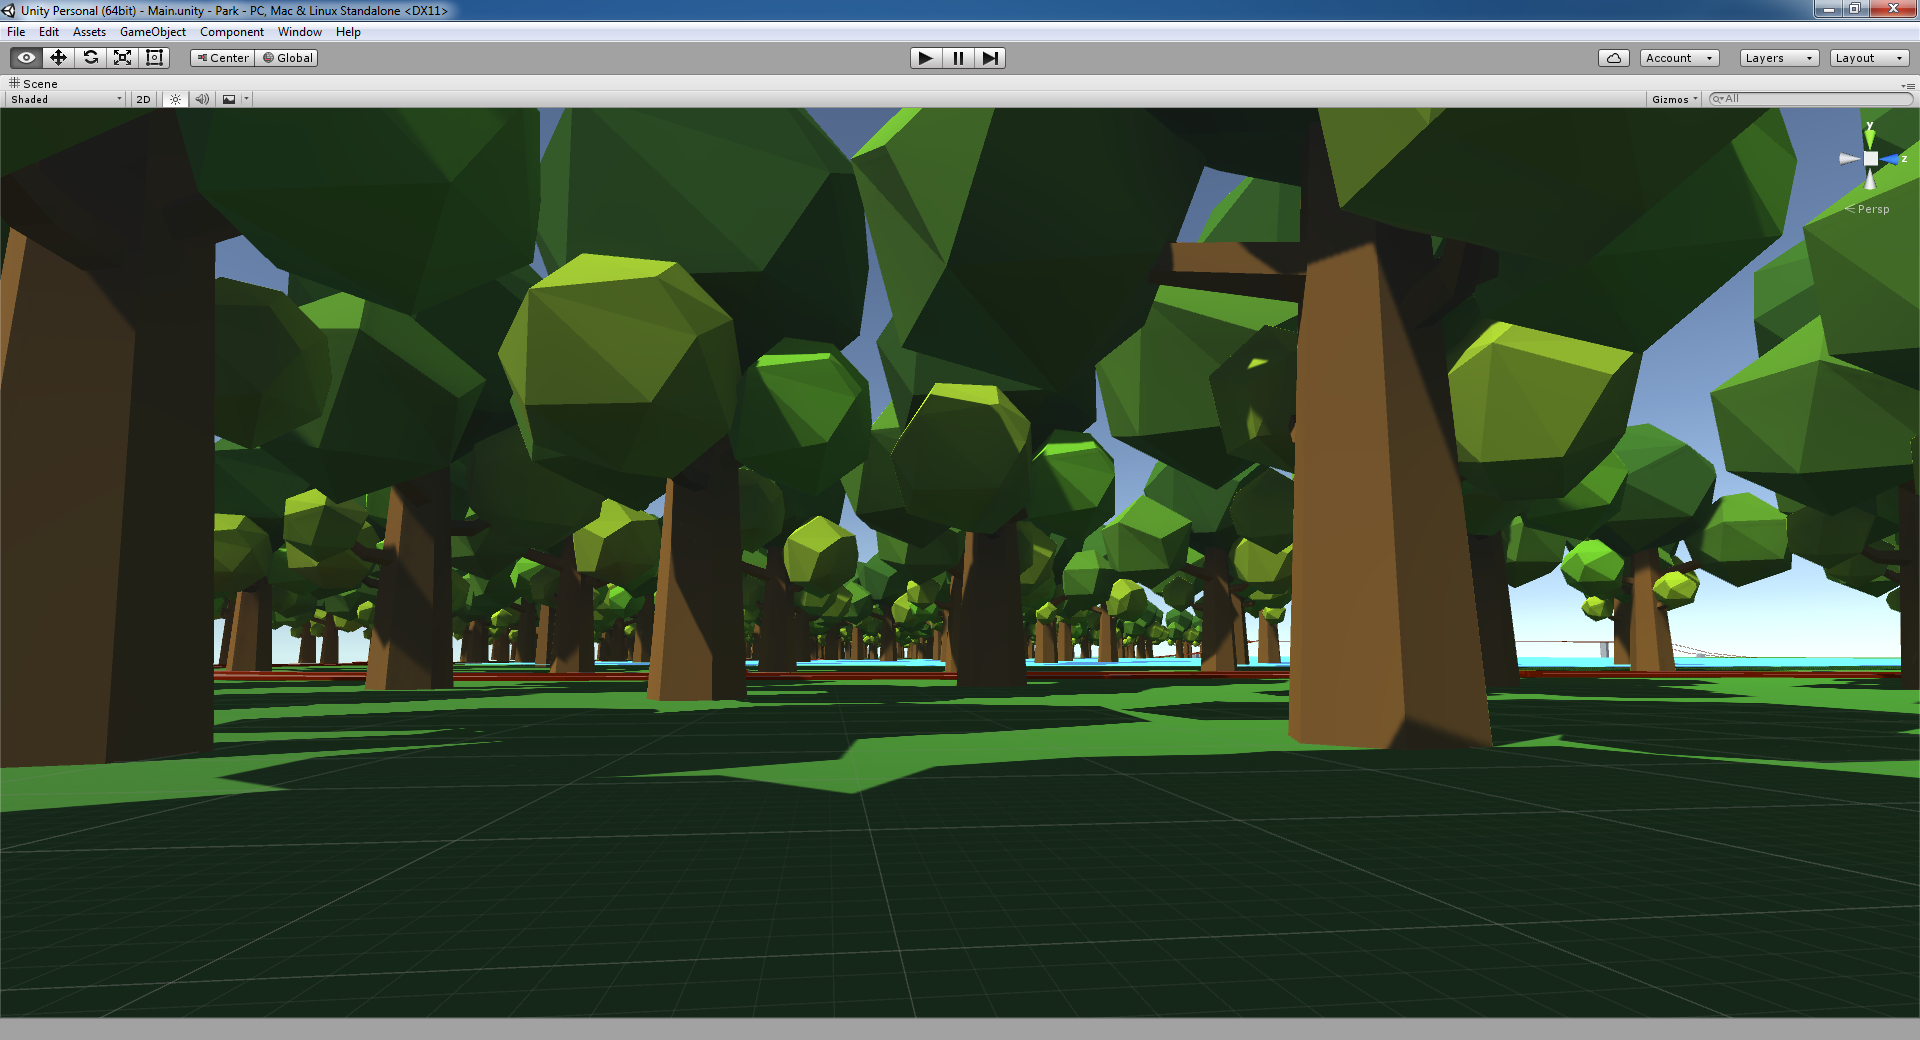 Unity Personal (64bit) - Main.unity - Park - PC, Mac & Linux Standalone <DX11>
File Edit Assets GameObject Component Window Help
Center Global Account Layers Layout
Scene
Shaded 2D Gizmos All
y
z
Persp